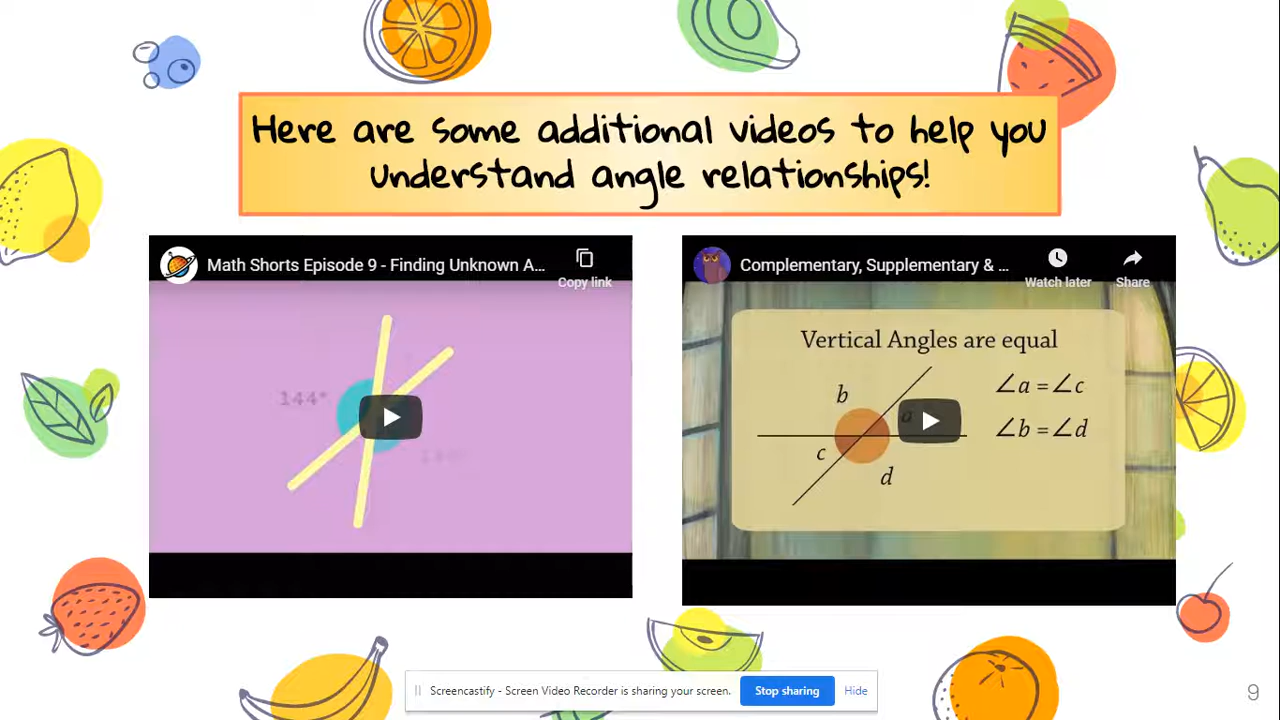 Here are some additional videos to help you
understand angle relationships!
Math Shorts Episode 9 - Finding Unknown A...
Copy link
144°
Complementary, Supplementary & ...
Watch later
Share
Vertical Angles are equal
∠a = ∠c
∠b = ∠d
b
a
c
d
Screencastify - Screen Video Recorder is sharing your screen.
Stop sharing
Hide
9